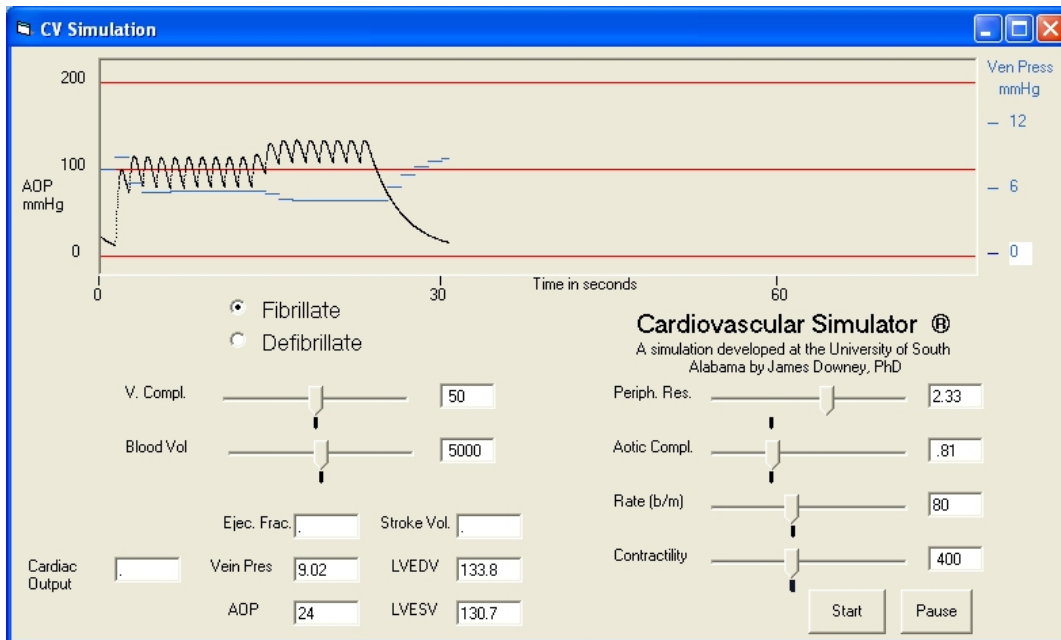 CV Simulation
200
100
0
AOP
mmHg
Ven Press
mmHg
12
6
0
0
30
Time in seconds
60
Fibrillate
Defibrillate
Cardiovascular Simulator ®
A simulation developed at the University of South
Alabama by James Downey, PhD
V. Compl.
50
Blood Vol
5000
Periph. Res.
2.33
Aotic Compl.
.81
Rate (b/m)
80
Contractility
400
Ejec. Frac.
.
Stroke Vol.
.
Cardiac
Output
.
Vein Pres
9.02
LVEDV
133.8
AOP
24
LVESV
130.7
Start
Pause